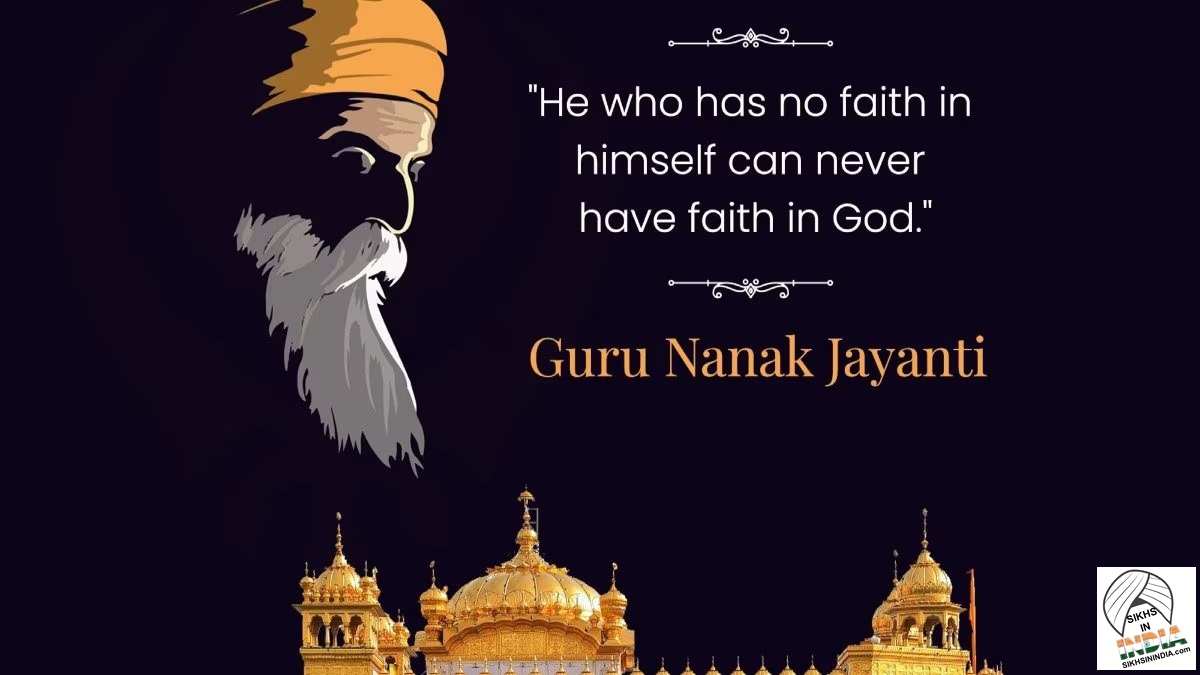 "He who has no faith in
himself can never
have faith in God."
Guru Nanak Jayanti
SIKHS
IN
INDIA
SIKHSININDIA.com